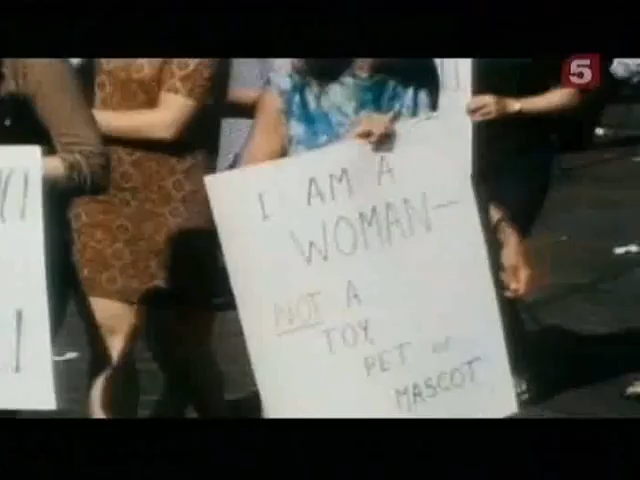 5
I AM A
WOMAN—
NOT A
TOY,
PET or
MASCOT